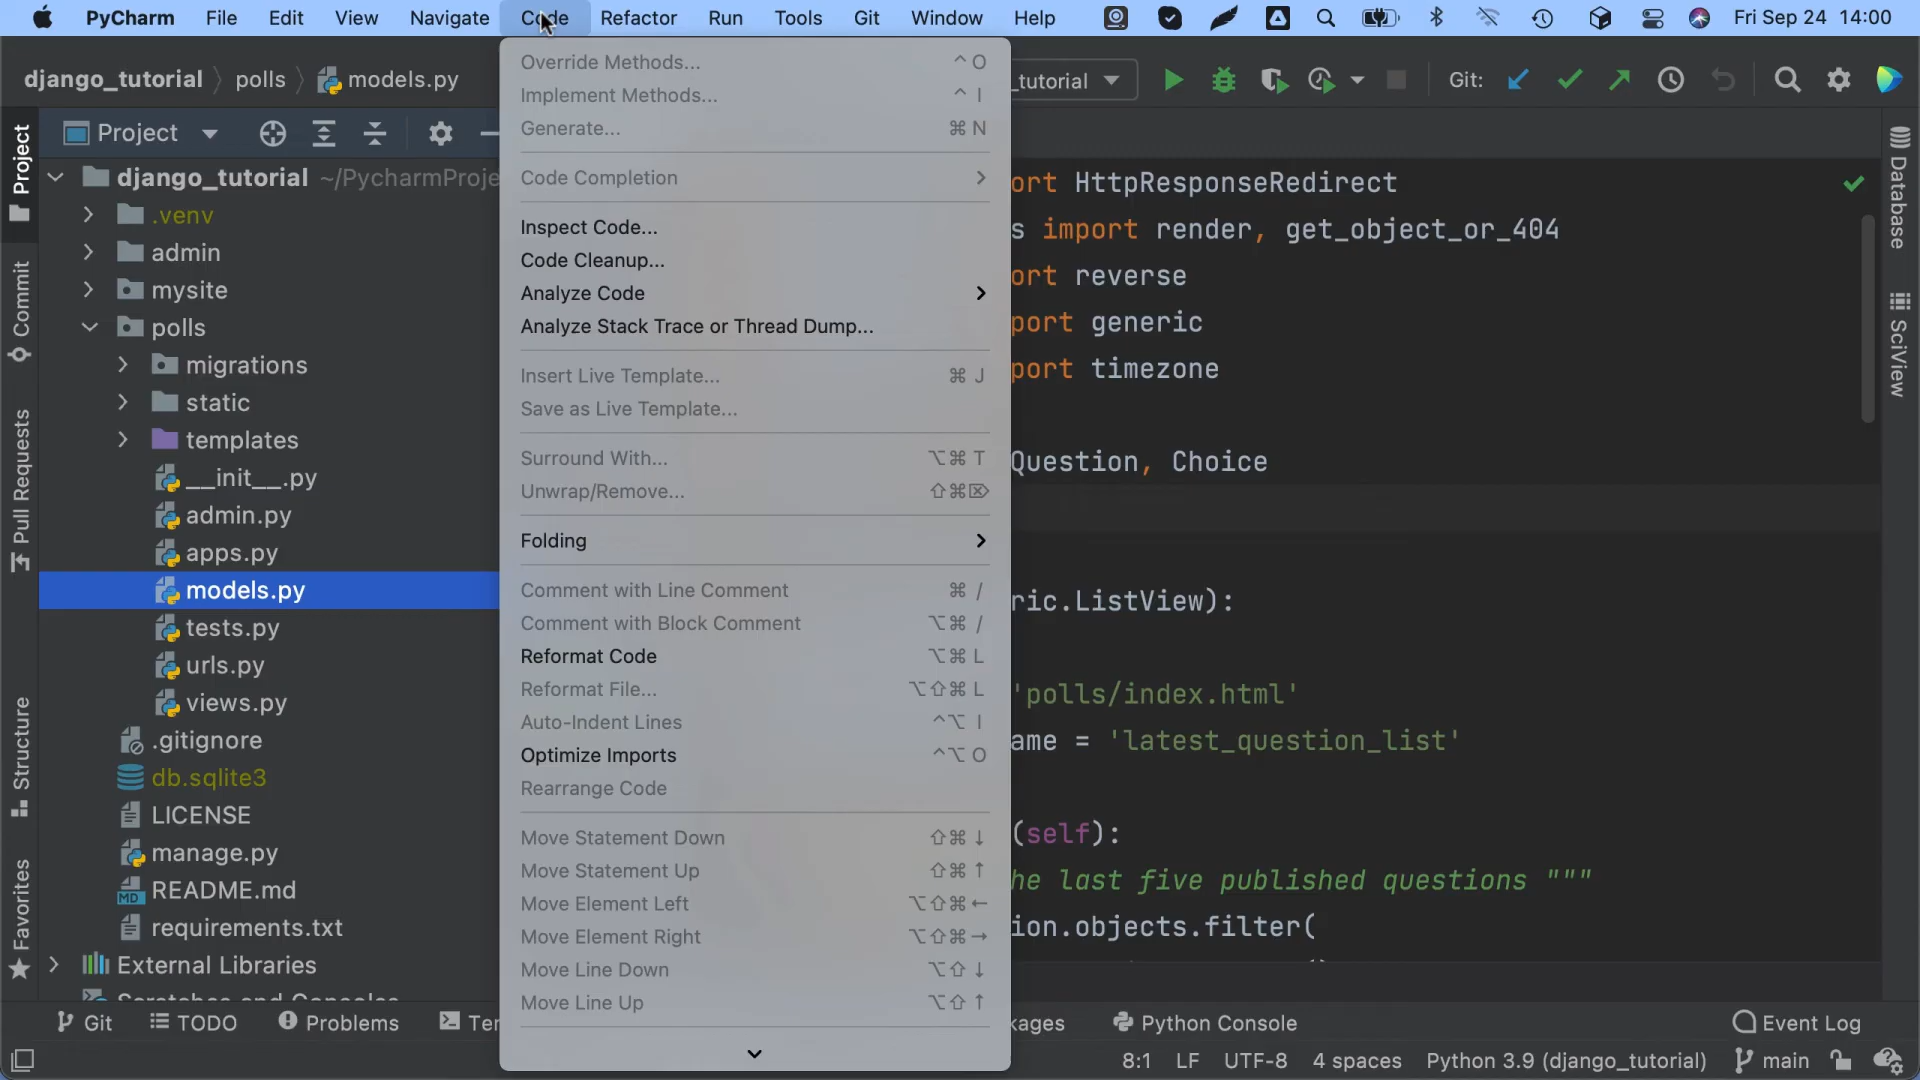 PyCharm File Edit View Navigate Code Refactor Run Tools Git Window Help Fri Sep 24 14:00
django_tutorial polls models.py
_tutorial Git:
Project
Commit
Pull Requests
Structure
Favorites
Project
django_tutorial ~/PycharmProje
.venv
admin
mysite
polls
migrations
static
templates
__init__.py
admin.py
apps.py
models.py
tests.py
urls.py
views.py
.gitignore
db.sqlite3
LICENSE
manage.py
README.md
requirements.txt
External Libraries
Scratches and Consoles
Override Methods... ^ O
Implement Methods... ^ I
Generate... ⌘ N
Code Completion
Inspect Code...
Code Cleanup...
Analyze Code
Analyze Stack Trace or Thread Dump...
Insert Live Template... ⌘ J
Save as Live Template...
Surround With... ⌥⌘ T
Unwrap/Remove... ⇧⌘⌦
Folding
Comment with Line Comment ⌘ /
Comment with Block Comment ⌥⌘ /
Reformat Code ⌥⌘ L
Reformat File... ⌥⇧⌘ L
Auto-Indent Lines ^⌥ I
Optimize Imports ^⌥ O
Rearrange Code
Move Statement Down ⇧⌘ ↓
Move Statement Up ⇧⌘ ↑
Move Element Left ⌥⇧⌘ ←
Move Element Right ⌥⇧⌘ →
Move Line Down ⌥⇧ ↓
Move Line Up ⌥⇧ ↑
ort HttpResponseRedirect
s import render, get_object_or_404
ort reverse
port generic
port timezone
Question, Choice
ric.ListView):
'polls/index.html'
ame = 'latest_question_list'
(self):
he last five published questions """
ion.objects.filter(
Database
SciView
Git TODO Problems Ter kages Python Console Event Log
8:1 LF UTF-8 4 spaces Python 3.9 (django_tutorial) main